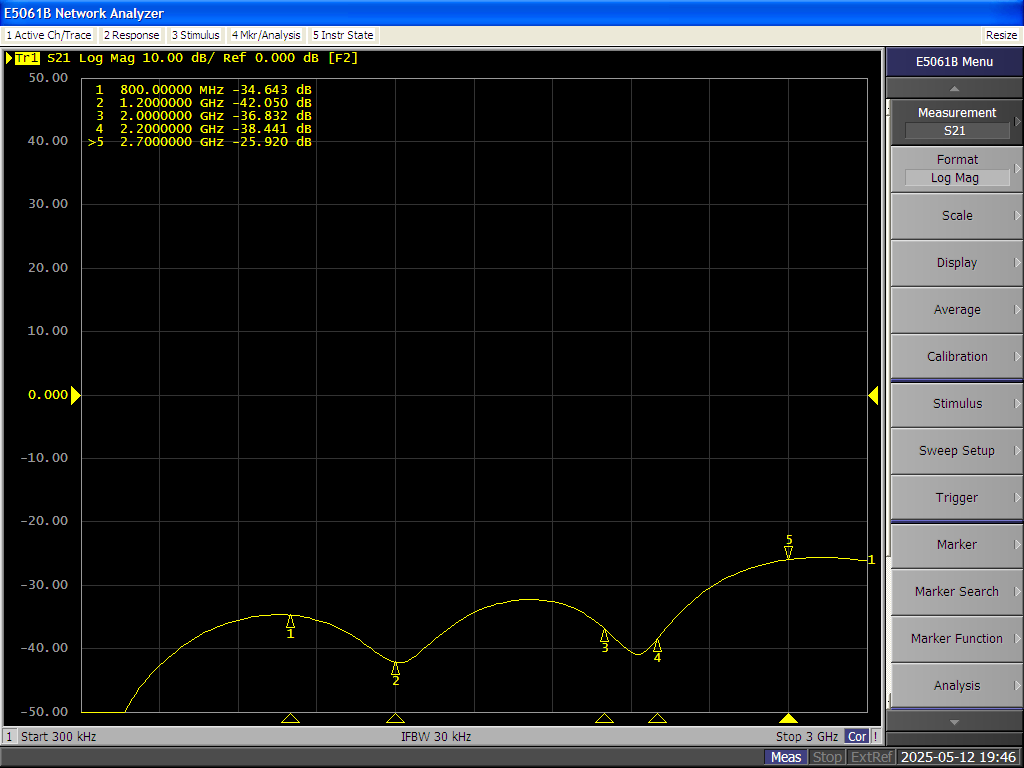 E5061B Network Analyzer
1 Active Ch/Trace 2 Response 3 Stimulus 4 Mkr/Analysis 5 Instr State Resize
Tr1 S21 Log Mag 10.00 dB/ Ref 0.000 dB [F2]
50.00
40.00
30.00
20.00
10.00
0.000
-10.00
-20.00
-30.00
-40.00
-50.00
1 800.00000 MHz -34.643 dB
2 1.2000000 GHz -42.050 dB
3 2.0000000 GHz -36.832 dB
4 2.2000000 GHz -38.441 dB
>5 2.7000000 GHz -25.920 dB
1
2
3
4
5
1
1 Start 300 kHz IFBW 30 kHz Stop 3 GHz Cor !
E5061B Menu
Measurement
S21
Format
Log Mag
Scale
Display
Average
Calibration
Stimulus
Sweep Setup
Trigger
Marker
Marker Search
Marker Function
Analysis
Meas Stop ExtRef 2025-05-12 19:46